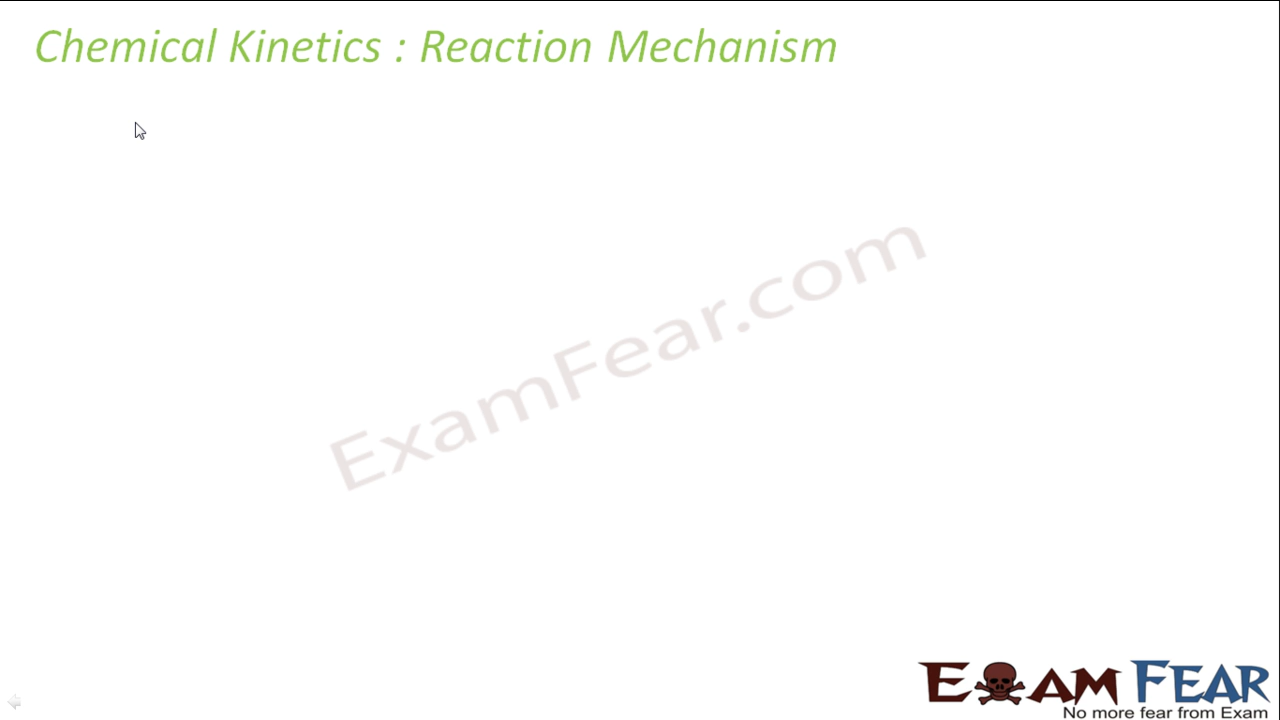 Chemical Kinetics : Reaction Mechanism
ExamFear.com
EXAM FEAR
No more fear from Exam